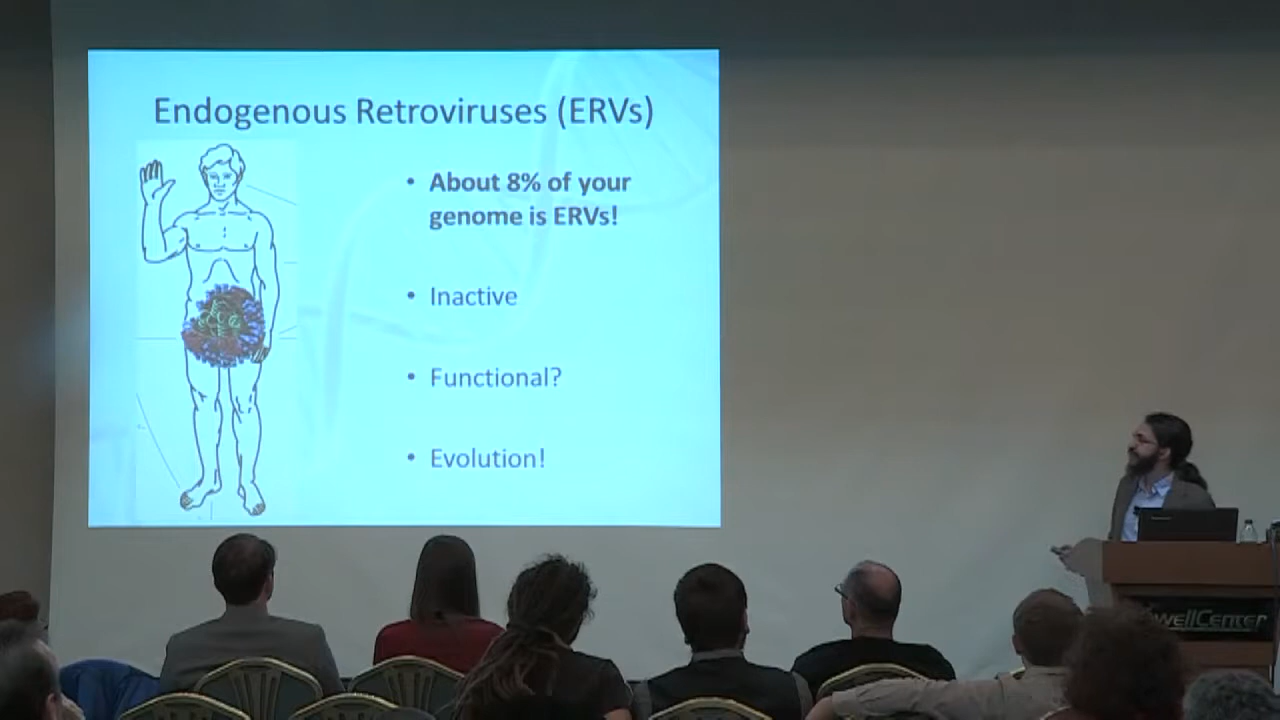 Endogenous Retroviruses (ERVs)
• About 8% of your
genome is ERVs!
• Inactive
• Functional?
• Evolution!
wellCenter